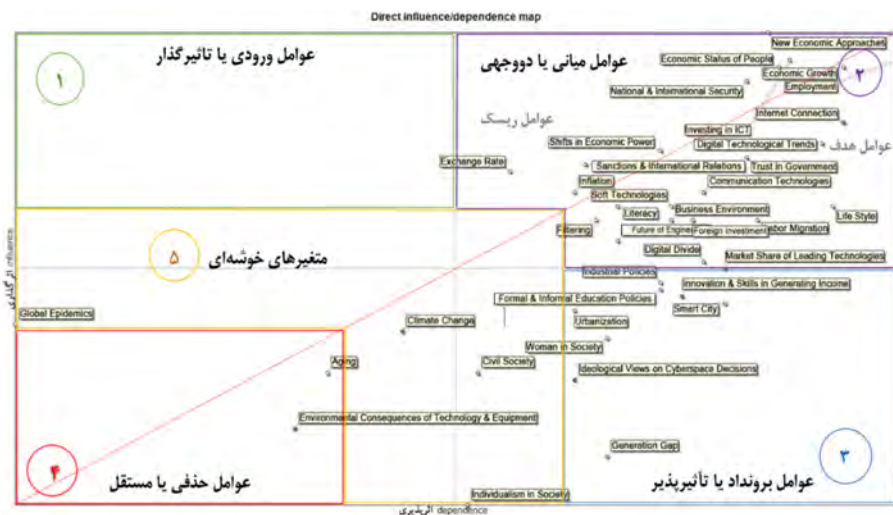 Direct influence/dependence map
عوامل ورودی یا تاثیرگذار
۱
عوامل میانی یا دووجهی
۲
New Economic Approaches
Economic Status of People
Economic Growth
Employment
National & International Security
Internet Connection
عوامل ریسک
Investing in ICT
Shifts in Economic Power
Digital Technological Trends
عوامل هدف
Exchange Rate
Sanctions & International Relations
Trust in Government
Inflation
Communication Technologies
Soft Technologies
Literacy
Business Environment
Life Style
Filtering
Future of
Foreign Investment
Migration
Digital Divide
Market Share of Leading Technologies
۵
متغیرهای خوشه‌ای
اثرگذاری influence
Industrial Policies
Innovation & Skills in Generating Income
Formal & Informal Education Policies
Smart City
Global Epidemics
Climate Change
Urbanization
Woman in Society
Aging
Civil Society
Ideological Views on Cyberspace Decisions
Environmental Consequences of Technology & Equipment
Generation Gap
۴
عوامل حذفی یا مستقل
عوامل برونداد یا تأثیرپذیر
۳
Individualism in Society
اثرپذیری dependence